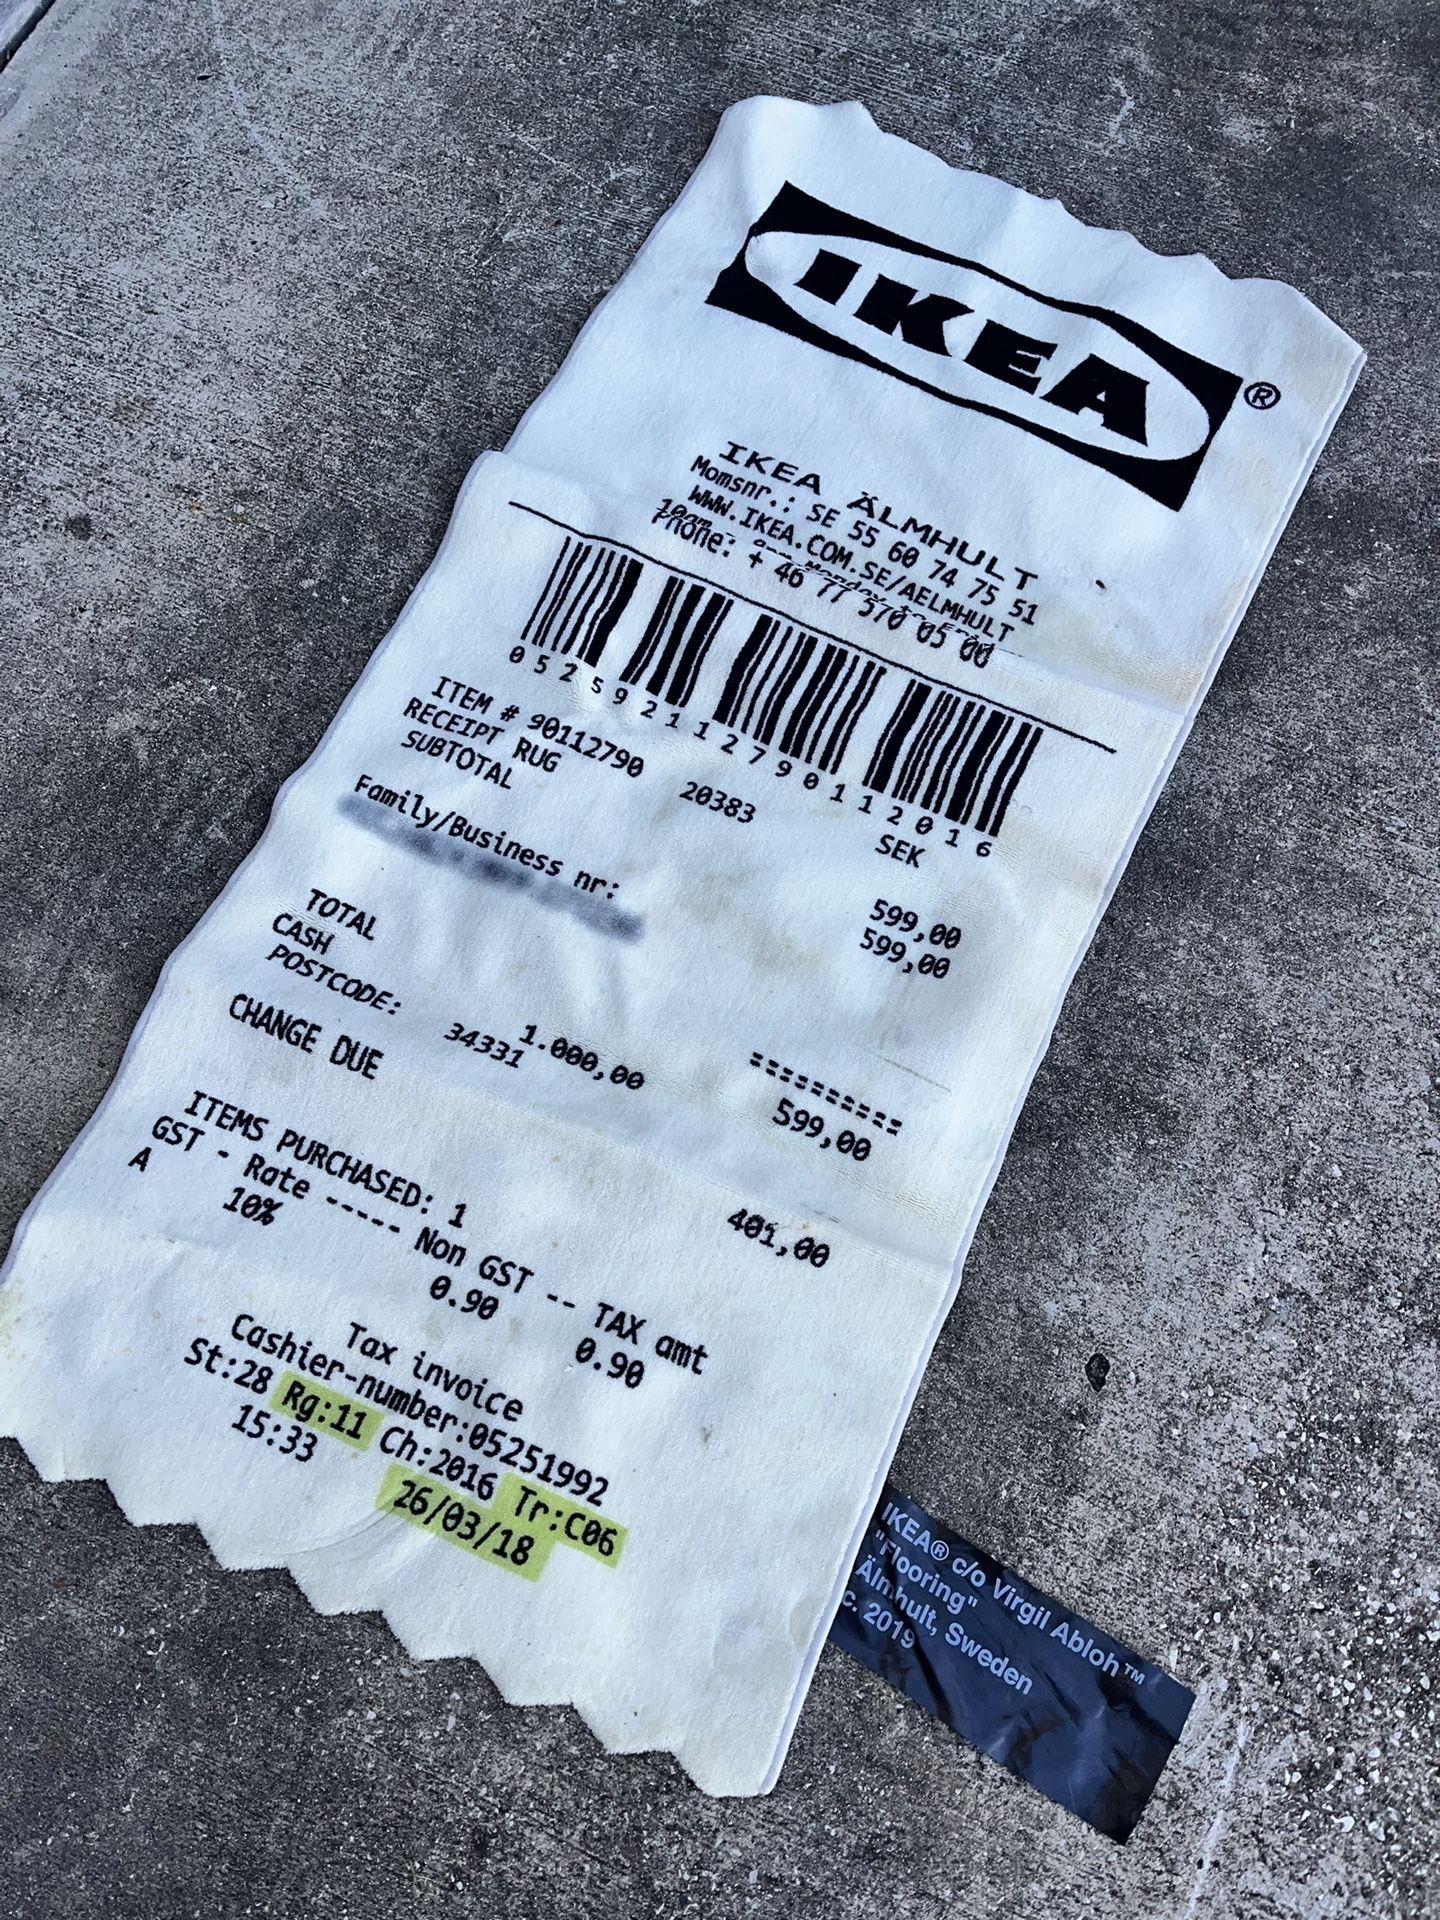 IKEA®
IKEA ÄLMHULT
Momsnr.: SE 55 60 74 75 51
WWW.IKEA.COM.SE/AELMHULT
10am
Phone: + 46 77 570 05 00
0525921127901120 16
ITEM # 90112790 20383 SEK
RECEIPT RUG 599,00
SUBTOTAL 599,00
Family/Business nr:
==========
TOTAL 599,00
CASH 1.000,00
POSTCODE: 34331
CHANGE DUE 401,00
ITEMS PURCHASED: 1
GST - Rate ----- Non GST -- TAX amt
A 10% 0.90 0.90
Tax invoice
Cashier-number:05251992
St:28 Rg:11 Ch:2016 Tr:C06
15:33 26/03/18
IKEA® c/o Virgil Abloh™
"Flooring"
Älmhult, Sweden
c. 2019